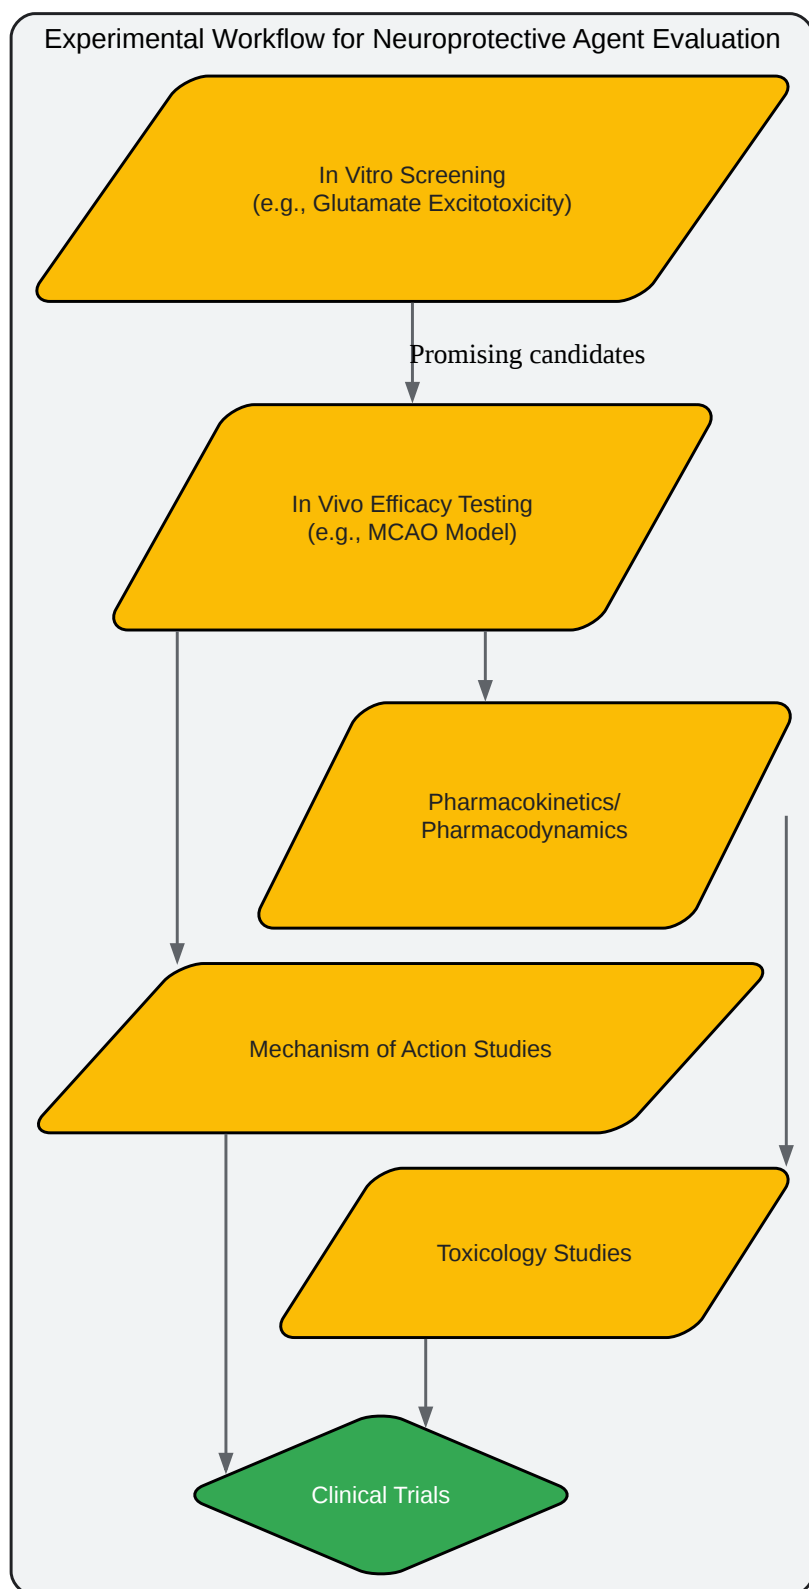 Experimental Workflow for Neuroprotective Agent Evaluation
In Vitro Screening
(e.g., Glutamate Excitotoxicity)
Promising candidates
In Vivo Efficacy Testing
(e.g., MCAO Model)
Pharmacokinetics/
Pharmacodynamics
Mechanism of Action Studies
Toxicology Studies
Clinical Trials